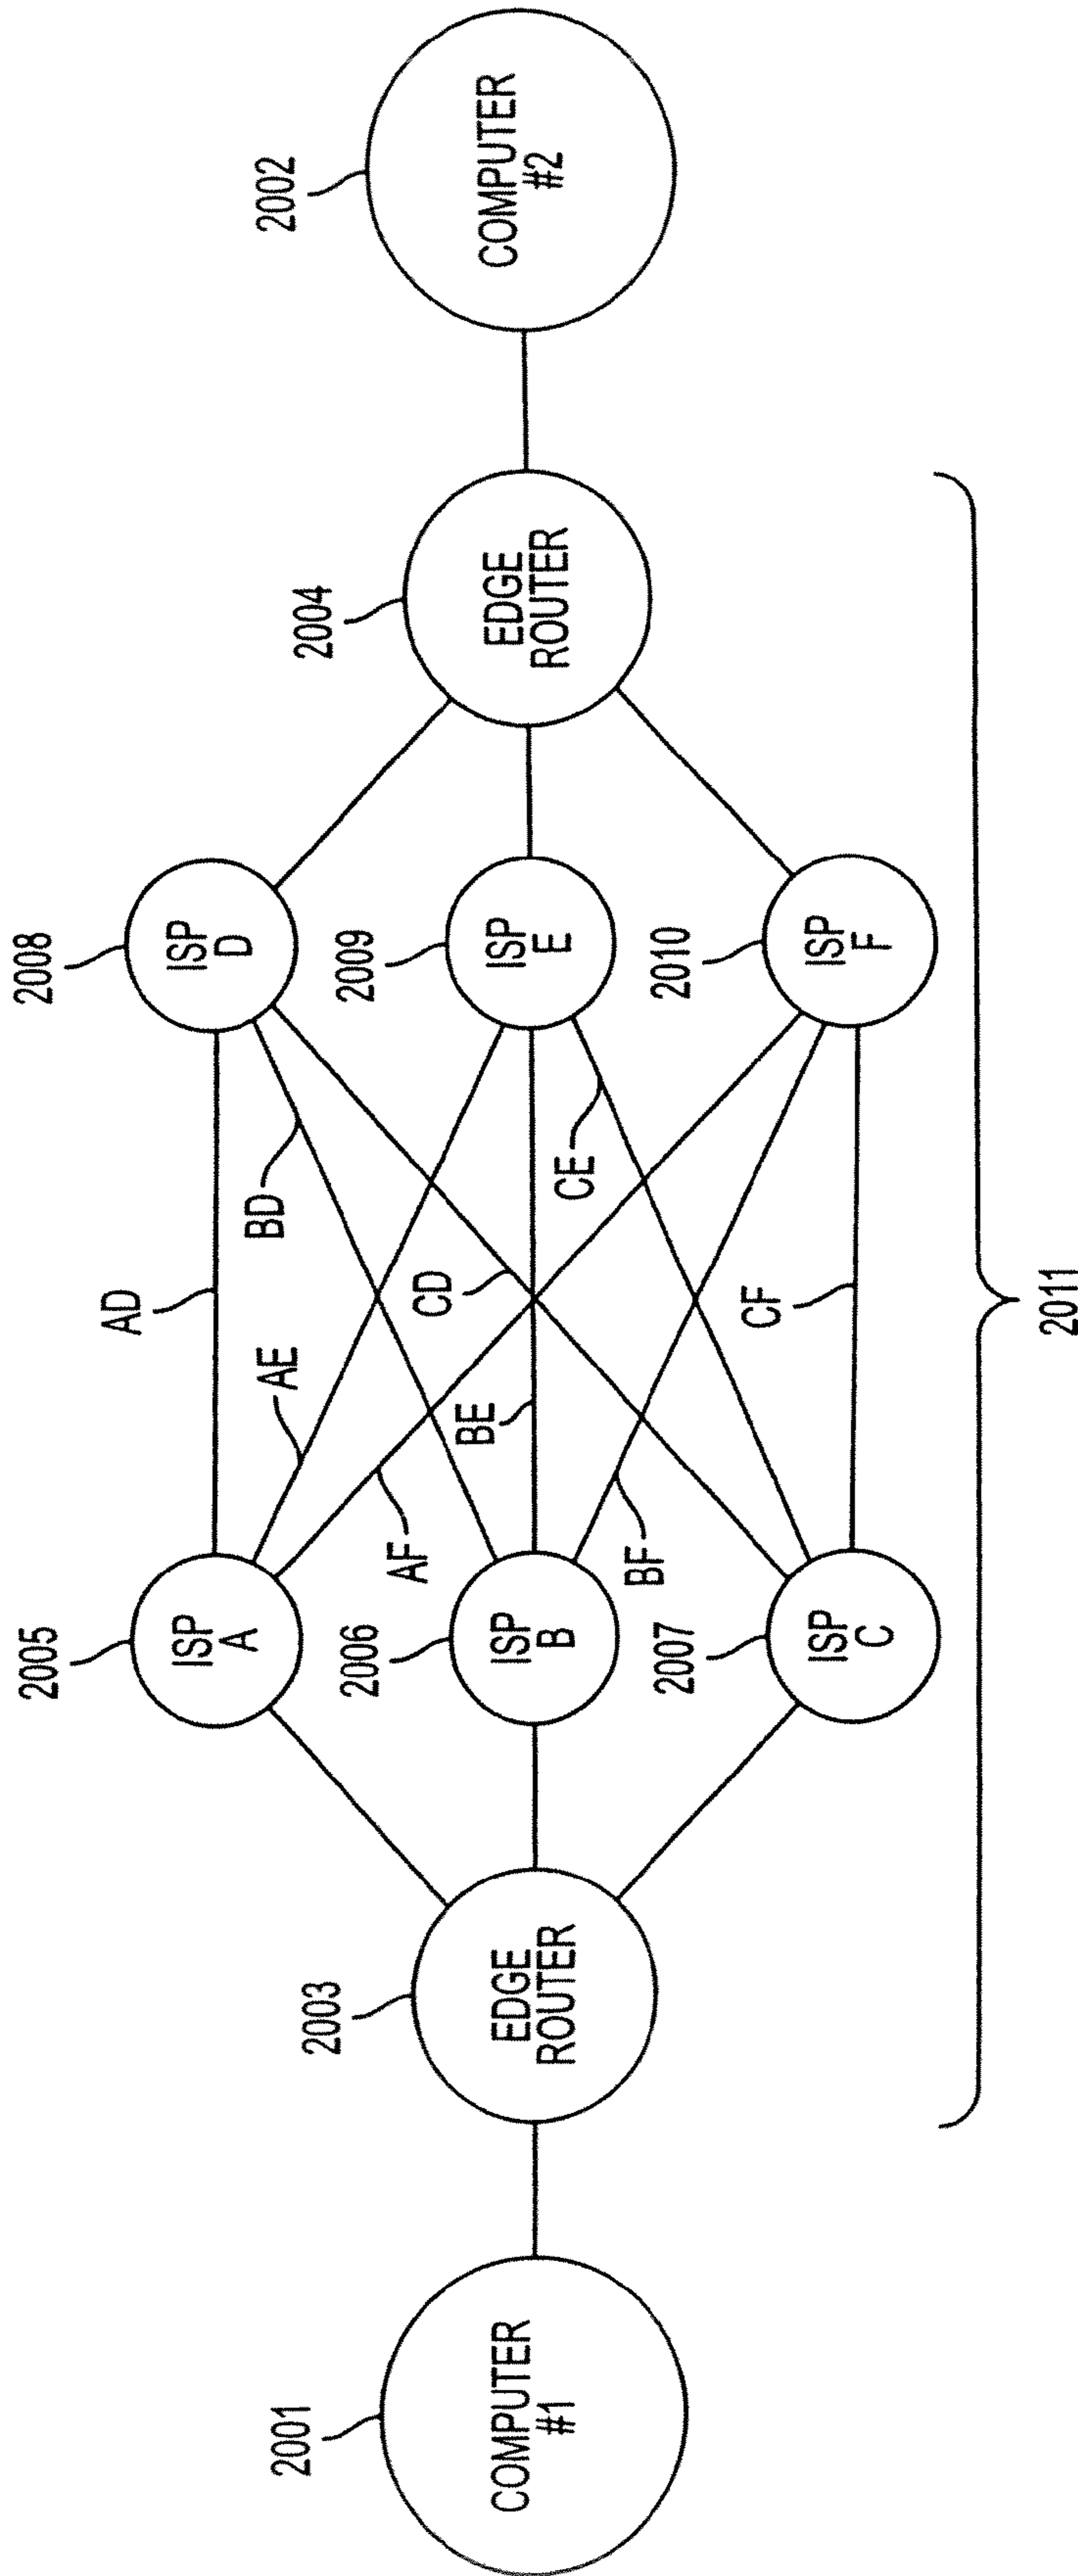 2001
COMPUTER
#1
2003
EDGE
ROUTER
2005
ISP
A
2006
ISP
B
2007
ISP
C
AD
AE
BD
AF
CD
BE
CE
BF
CF
2008
ISP
D
2009
ISP
E
2010
ISP
F
2004
EDGE
ROUTER
2002
COMPUTER
#2
2011